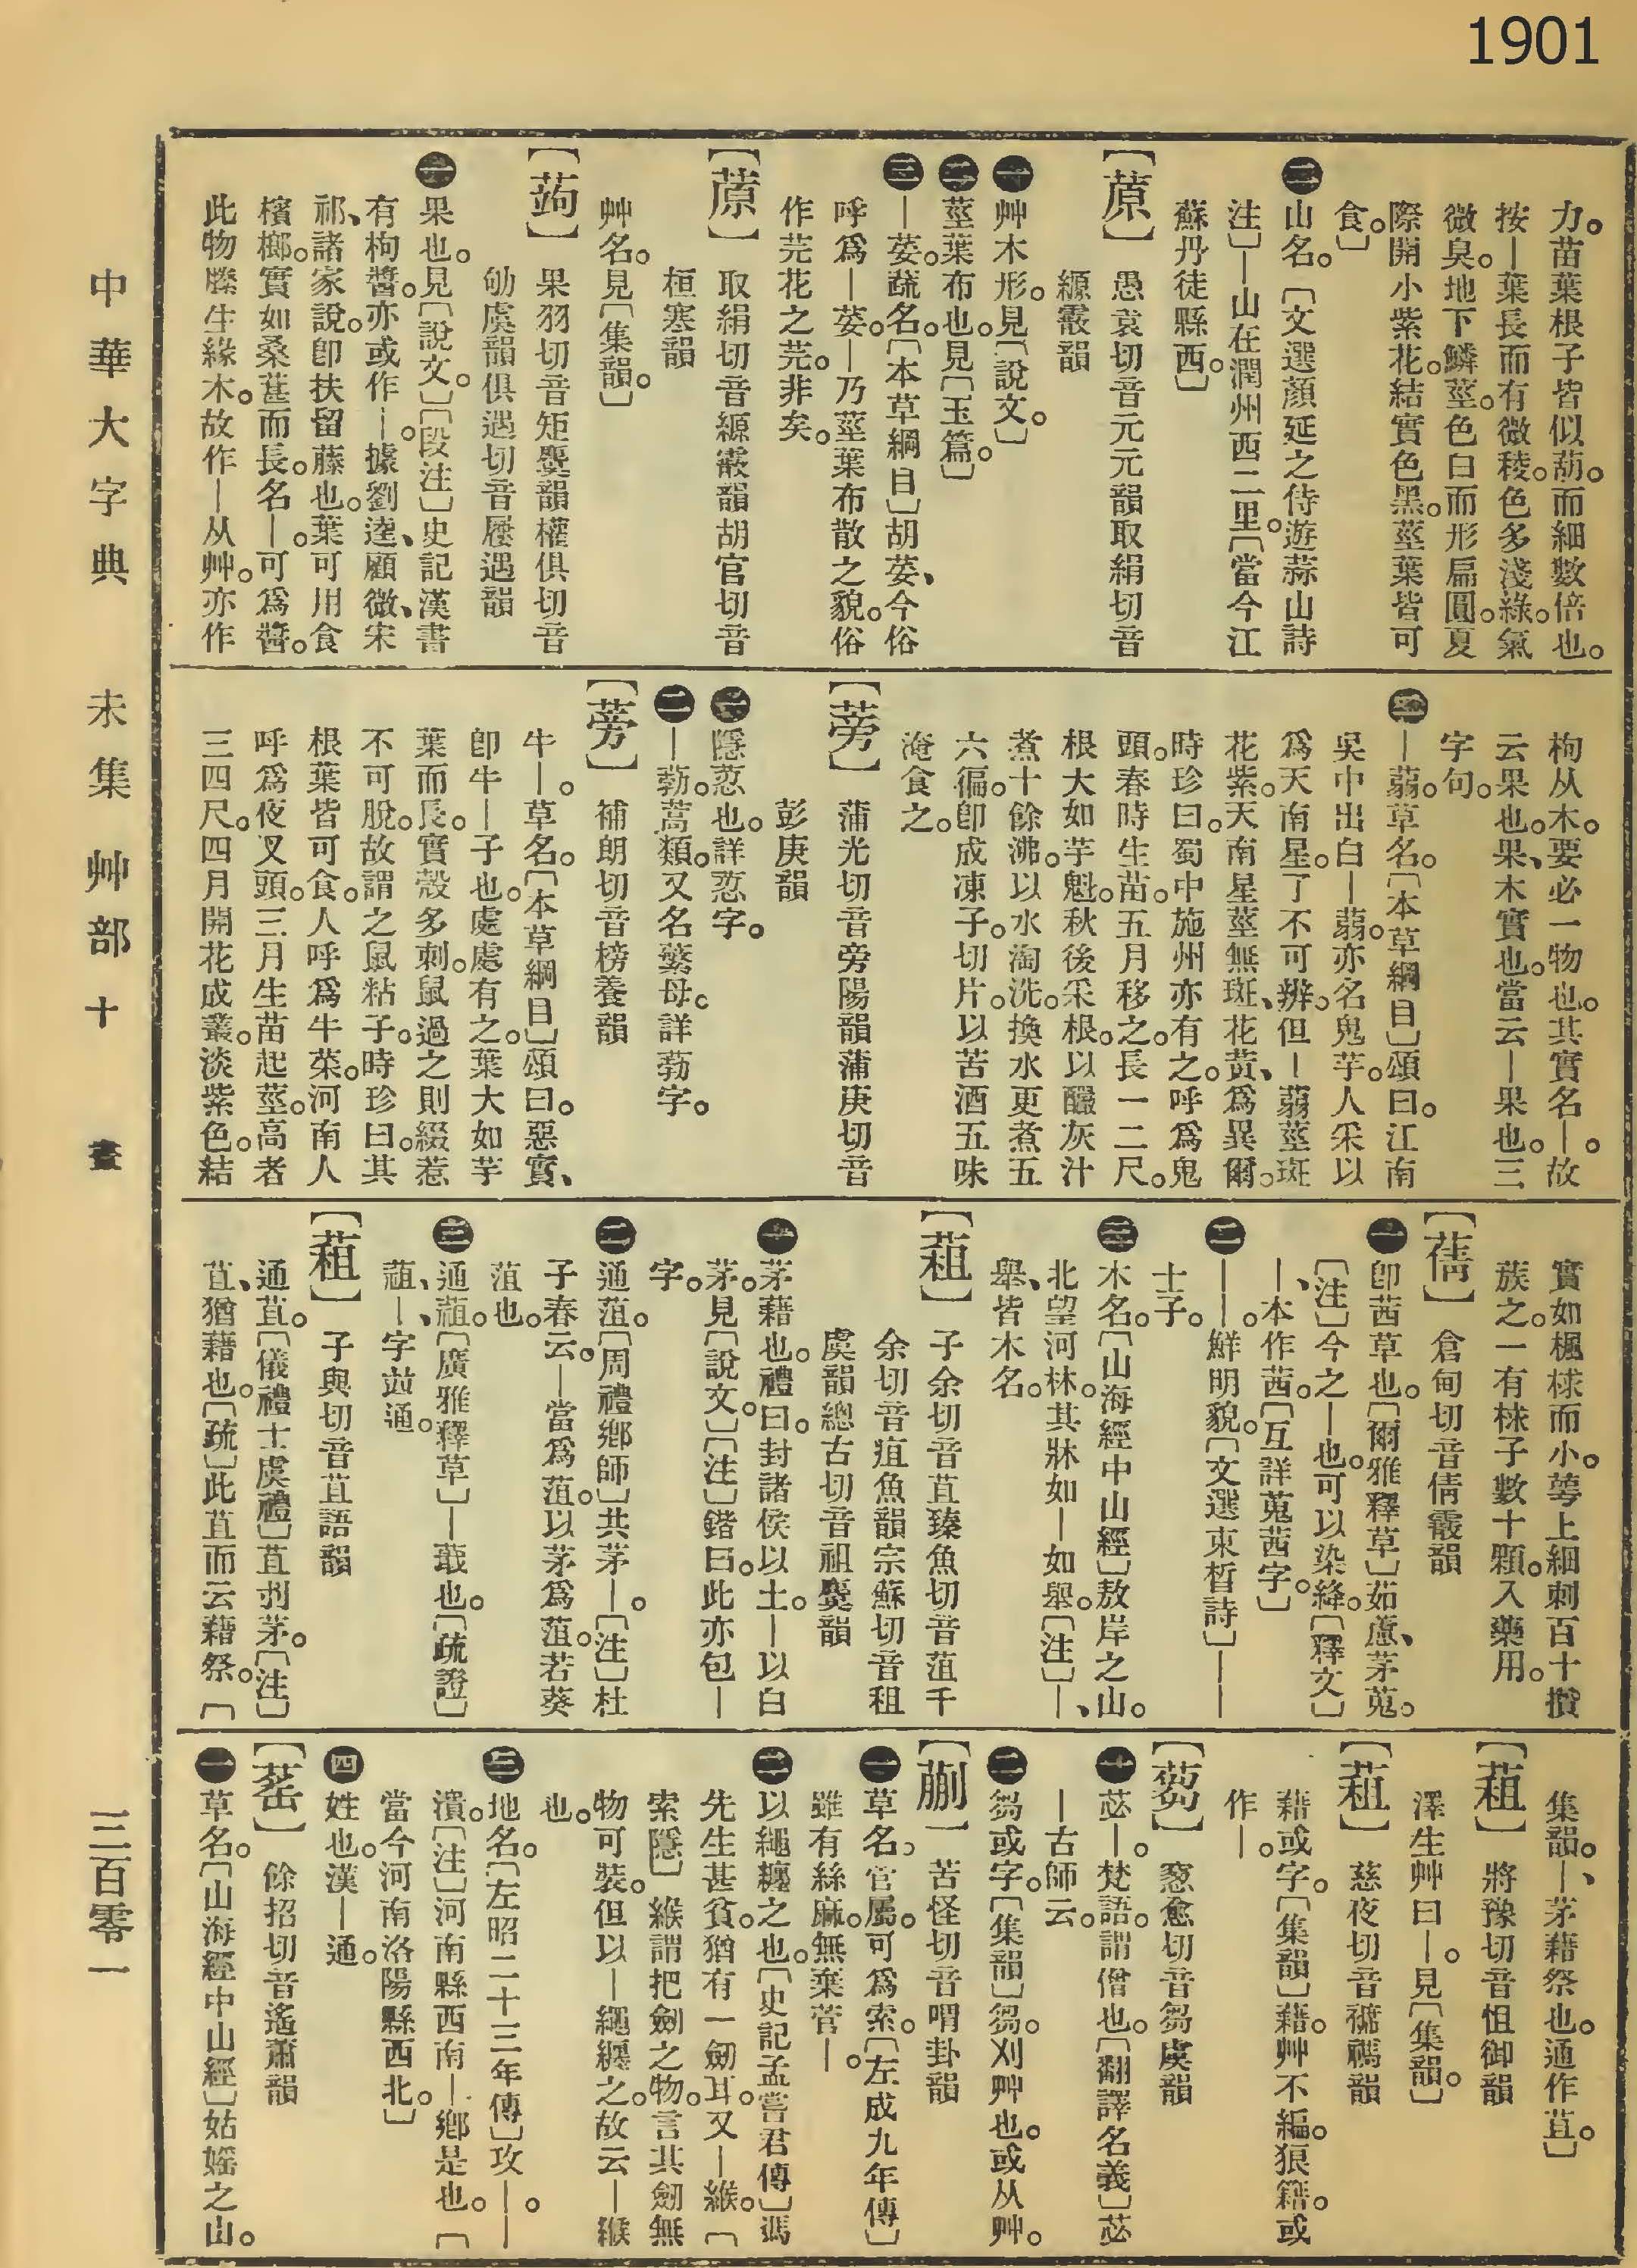 1901
力。苗葉根子皆似葫。而細數倍也。
按｜葉長而有微稜。色多淺綠。氣
微臭。地下鱗莖。色白而形扁圓。夏
際開小紫花。結實色黑。莖葉皆可
食。〕
㊁山名。〔文選顏延之侍遊蒜山詩
注〕｜山在潤州西二里。〔當今江
蘇丹徒縣西。〕
〔蒝〕愚袁切音元元韻取絹切音
縓霰韻
㊀艸木形。見〔說文。〕
㊁莖葉布也。見〔玉篇。〕
㊂｜荽。蔬名。〔本草綱目〕胡荽、今俗
呼爲｜荽。｜乃莖葉布散之貌。俗
作芫花之芫。非矣。
〔蒝〕取絹切音縓霰韻胡官切音
桓寒韻
艸名。見〔集韻。〕
〔蒟〕果羽切音矩麌韻權俱切音
劬虞韻俱遇切音屨遇韻
㊀果也。見〔說文。〕〔段注〕史記漢書
有枸醬。亦或作｜。據劉逵、顧微、宋
祁、諸家說。卽扶留藤也。葉可用食
檳榔。實如桑葚而長。名｜。可爲醬。
此物縢生緣木。故作｜从艸。亦作
枸从木。要必一物也。其實名｜。故
云果也。果、木實也。當云｜果也。三
字句。
㊁｜蒻。草名。〔本草綱目〕頌曰。江南
吳中出白｜蒻。亦名鬼芋。人采以
爲天南星。了不可辨。但｜蒻莖斑
花紫。天南星莖無斑、花黃、爲異爾。
時珍曰。蜀中施州亦有之。呼爲鬼
頭。春時生苗。五月移之。長一二尺。
根大如芋魁。秋後采根。以釅灰汁
煮十餘沸。以水淘洗。換水更煮五
六徧。卽成凍子。切片。以苦酒五味
淹食之。
〔蒡〕蒲光切音旁陽韻蒲庚切音
彭庚韻
㊀隱荵也。詳荵字。
㊁｜葧。蒿類。又名蘩母。詳葧字。
〔蒡〕補朗切音榜養韻
牛｜。草名。〔本草綱目〕頌曰。惡實、
卽牛｜子也。處處有之。葉大如芋
葉而長。實殼多刺。鼠過之則綴惹
不可脫。故謂之鼠粘子。時珍曰。其
根葉皆可食。人呼爲牛菜。河南人
呼爲夜叉頭。三月生苗起莖。高者
三四尺。四月開花成叢。淡紫色。結
實如楓梂而小。萼上細刺百十攢
蔟之。一有梂子數十顆。入藥用。
〔蒨〕倉甸切音倩霰韻
㊀卽茜草也。〔爾雅釋草〕茹藘、茅蒐。
〔注〕今之｜也。可以染絳。〔釋文〕
｜、本作茜。〔互詳蒐茜字。〕
㊁｜｜。鮮明貌。〔文選束晳詩〕｜｜
士子。
㊂木名。〔山海經中山經〕敖岸之山。
北望河林。其牀如｜如舉。〔注〕｜、
舉、皆木名。
〔蒩〕子余切音苴臻魚切音菹千
余切音疽魚韻宗蘇切音租
虞韻總古切音祖麌韻
㊀茅藉也。禮曰。封諸侯以土。｜以白
茅。見〔說文。〕〔注〕鍇曰。此亦包｜
字。
㊁通菹。〔周禮鄉師〕共茅｜。〔注〕杜
子春云。｜當爲菹。以茅爲菹。若葵
菹也。
㊂通蒩。〔廣雅釋草〕｜蕺也。〔疏證〕
蒩、｜、字竝通。
〔蒩〕子與切音苴語韻
通苴。〔儀禮士虞禮〕苴刌茅。〔注〕
苴、猶藉也。〔疏〕此苴而云藉祭。〔
集韻。｜、茅藉祭也。通作苴。〕
〔蒩〕將豫切音怚御韻
澤生艸曰｜。見〔集韻。〕
〔蒩〕慈夜切音褯禡韻
藉或字。〔集韻〕藉。艸不編。狼籍。或
作｜。
〔蒭〕窻愈切音芻虞韻
㊀苾｜。梵語。謂僧也。〔翻譯名義〕苾
｜古師云。
㊁芻或字。〔集韻〕芻。刈艸也。或从艸。
〔蒯〕苦怪切音喟卦韻
㊀草名。菅屬。可爲索。〔左成九年傳〕
雖有絲麻。無棄菅｜。
㊁以繩纏之也。〔史記孟嘗君傳〕馮
先生甚貧。猶有一劒耳。又｜緱。〔
索隱〕緱謂把劍之物。言其劒無
物可裝。但以｜繩纏之。故云｜緱
也。
㊂地名。〔左昭二十三年傳〕攻｜。｜
潰。〔注〕河南縣西南｜鄉是也。〔
當今河南洛陽縣西北。〕
㊃姓也。漢｜通。
〔䍃〕餘招切音遙蕭韻
㊀草名。〔山海經中山經〕姑媱之山。
中華大字典　未集　艸部　十　畫
三百零一